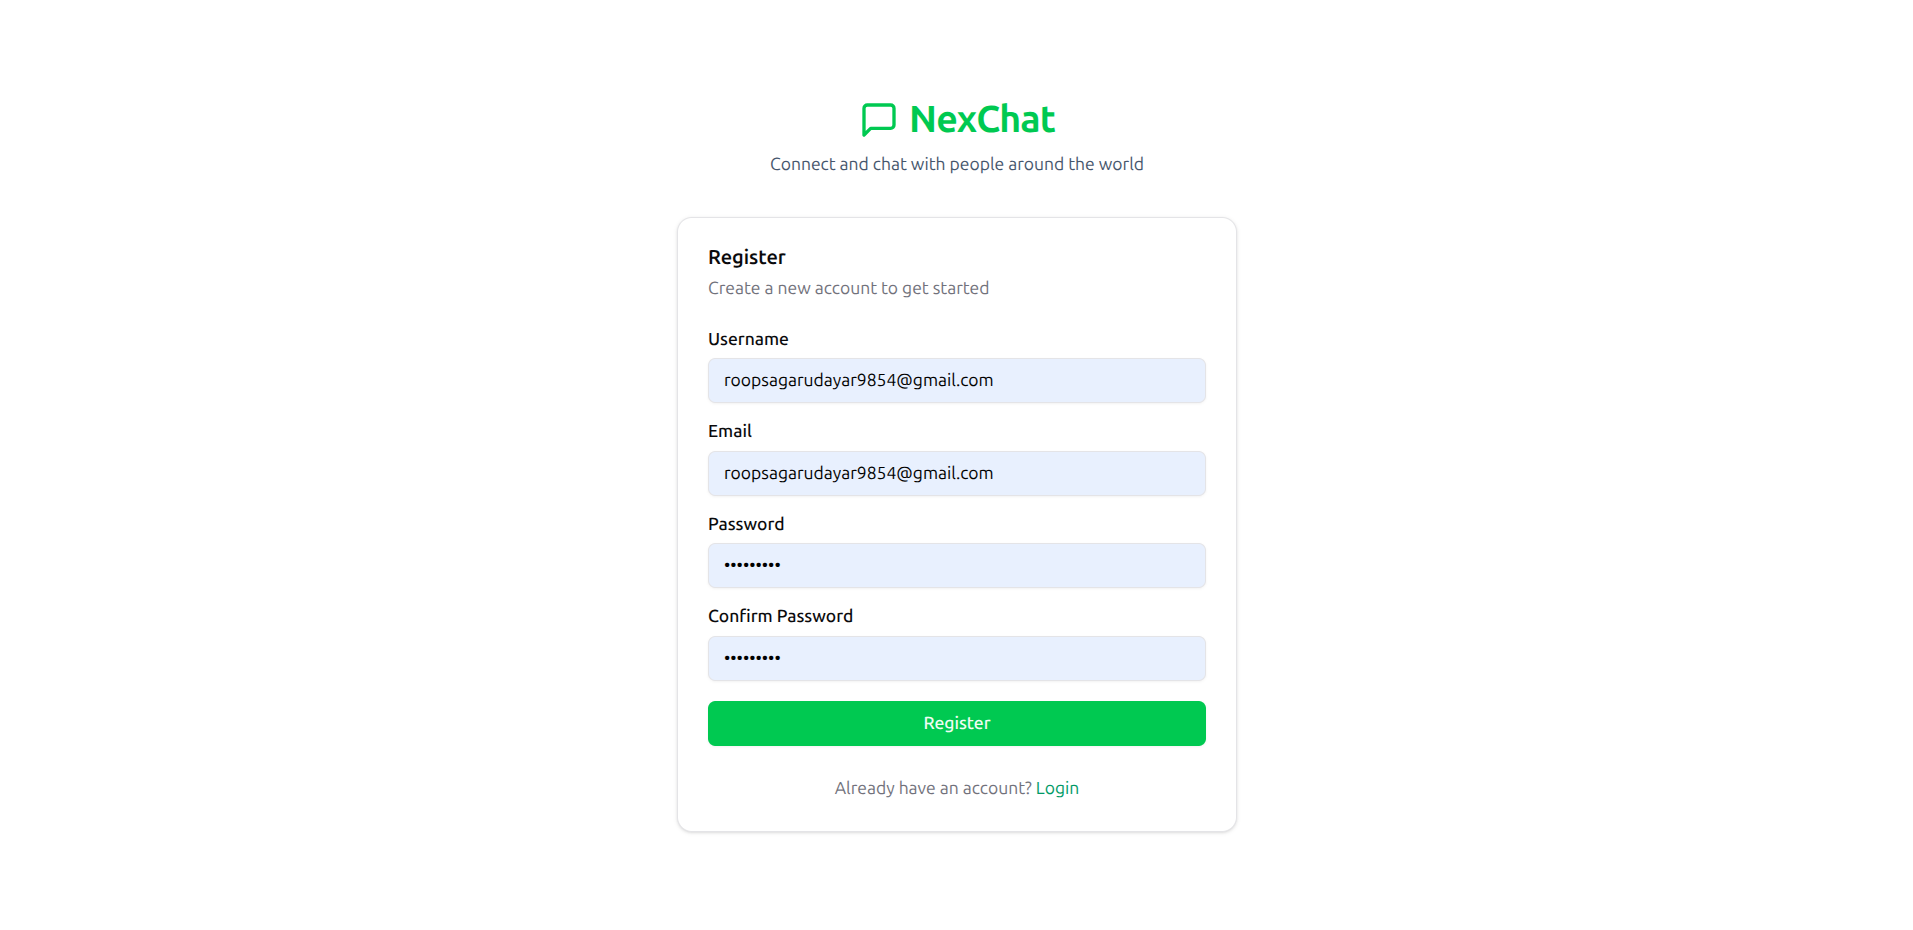 NexChat
Connect and chat with people around the world
Register
Create a new account to get started
Username
roopsagarudayar9854@gmail.com
Email
roopsagarudayar9854@gmail.com
Password
•••••••••
Confirm Password
•••••••••
Register
Already have an account? Login